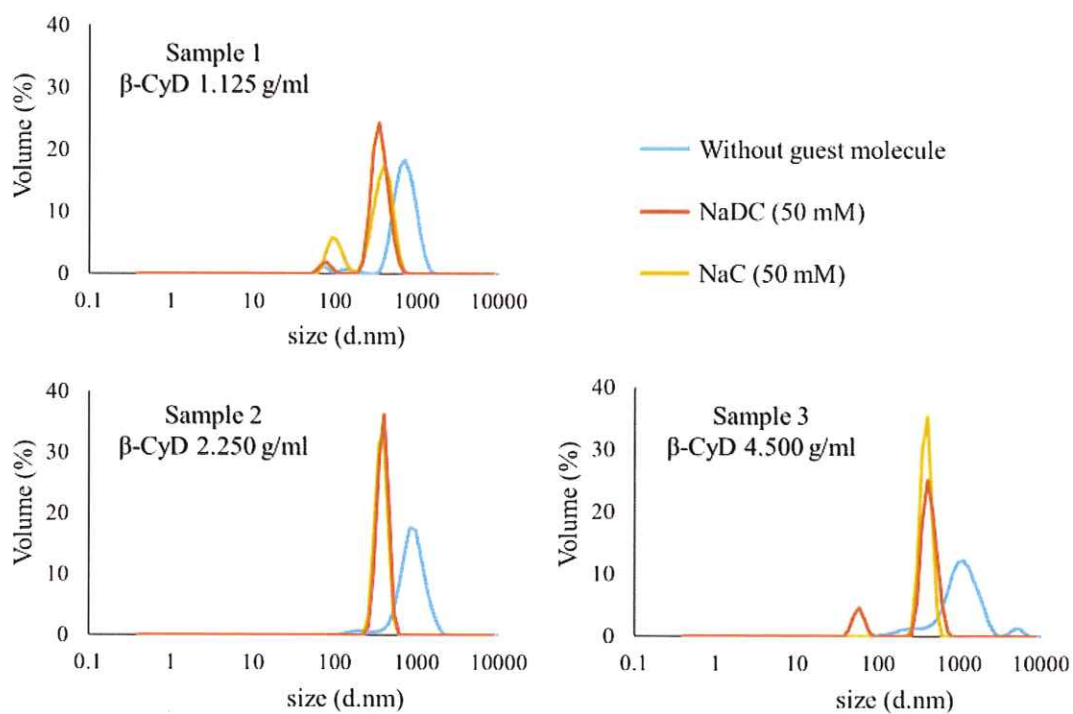 40
Sample 1
β-CyD 1.125 g/ml
30
20
10
0
Volume (%)
0.1 1 10 100 1000 10000
size (d.nm)
Without guest molecule
NaDC (50 mM)
NaC (50 mM)
40
Sample 2
β-CyD 2.250 g/ml
30
20
10
0
Volume (%)
0.1 1 10 100 1000 10000
size (d.nm)
40
Sample 3
β-CyD 4.500 g/ml
30
20
10
0
Volume (%)
0.1 1 10 100 1000 10000
size (d.nm)